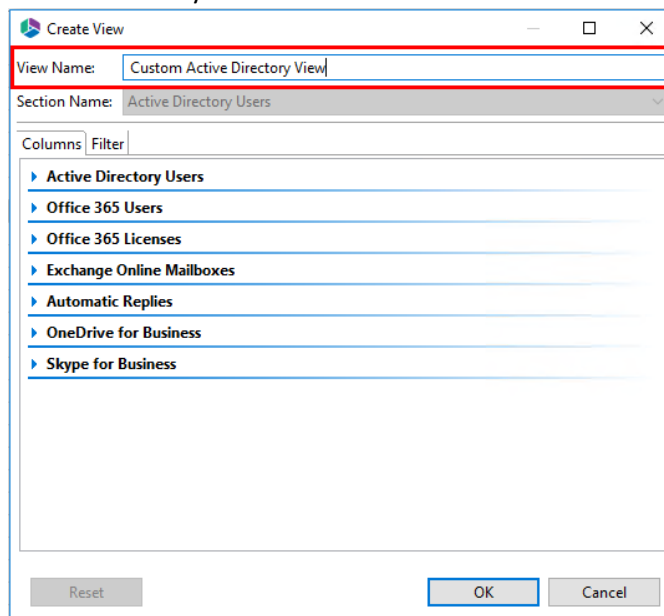 Create View
View Name: Custom Active Directory View
Section Name: Active Directory Users
Columns Filter
Active Directory Users
Office 365 Users
Office 365 Licenses
Exchange Online Mailboxes
Automatic Replies
OneDrive for Business
Skype for Business
Reset OK Cancel